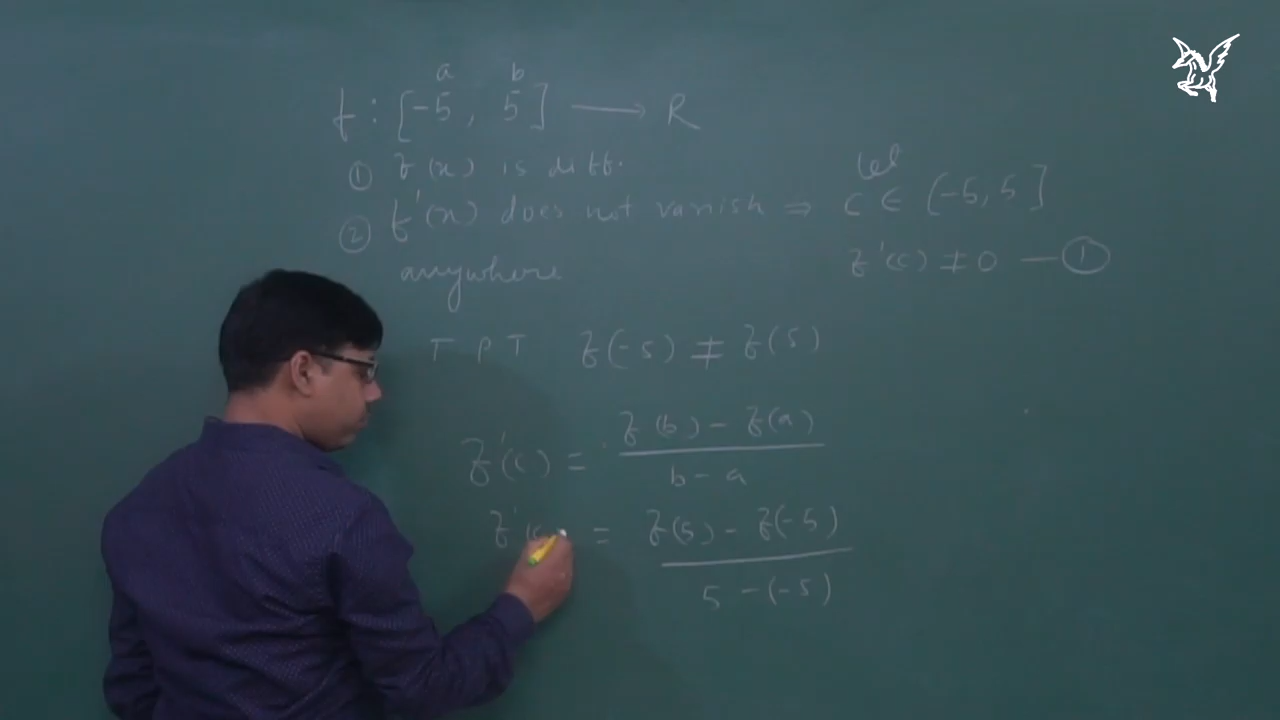 a b
f : [-5, 5] ⟶ R
① f(x) is diff.
② f'(x) does not vanish ⇒
anywhere
let
c ∈ (-5, 5]
f'(c) ≠ 0 — ①
T P T f(-5) ≠ f(5)
f'(c) = f(b) - f(a)
b - a
f'( = f(5) - f(-5)
5 - (-5)